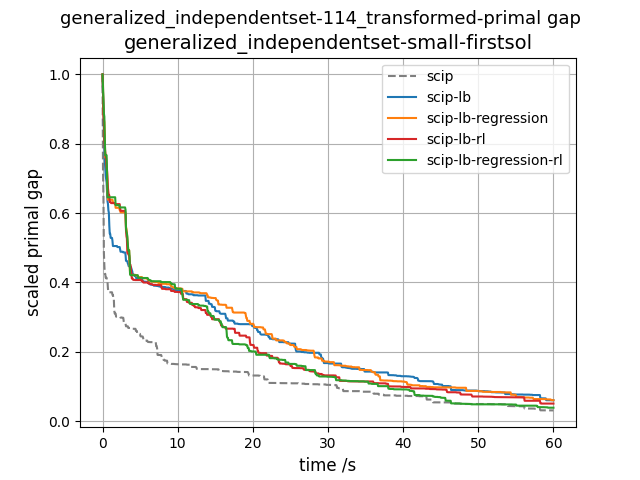 generalized_independentset-114_transformed-primal gap
generalized_independentset-small-firstsol
scaled primal gap
1.0
0.8
0.6
0.4
0.2
0.0
scip
scip-lb
scip-lb-regression
scip-lb-rl
scip-lb-regression-rl
0
10
20
30
40
50
60
time /s